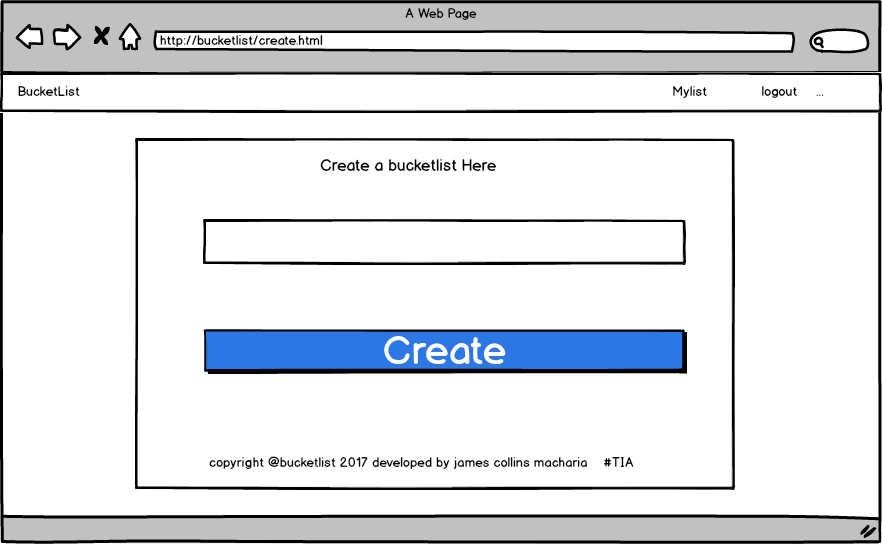 A Web Page
http://bucketlist/create.html
BucketList Mylist logout ...
Create a bucketlist Here
Create
copyright @bucketlist 2017 developed by james collins macharia #TIA